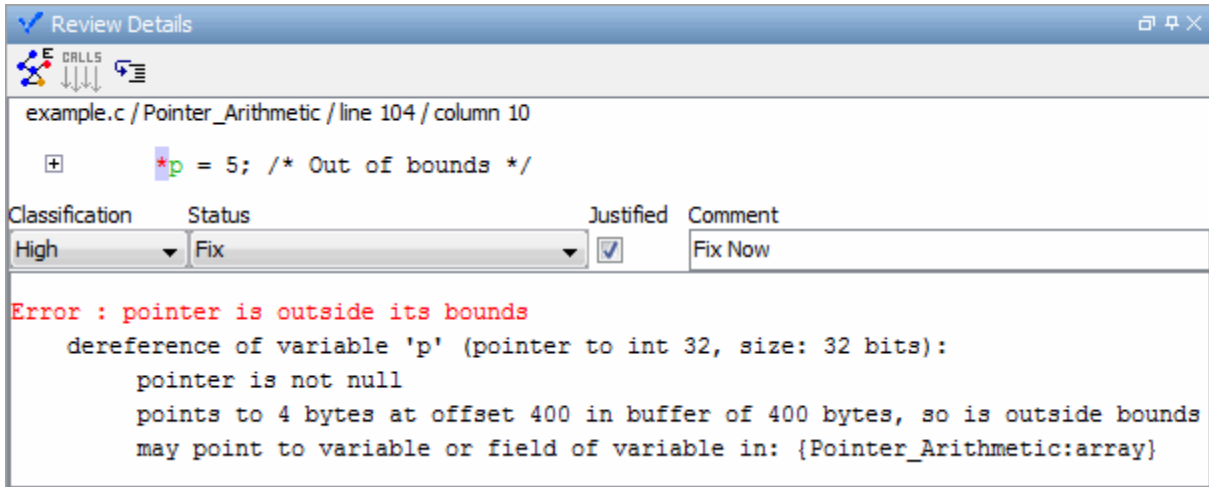 Review Details
E CALLS
example.c / Pointer_Arithmetic / line 104 / column 10
*p = 5; /* Out of bounds */
Classification Status Justified Comment
High Fix Fix Now
Error : pointer is outside its bounds
dereference of variable 'p' (pointer to int 32, size: 32 bits):
pointer is not null
points to 4 bytes at offset 400 in buffer of 400 bytes, so is outside bounds
may point to variable or field of variable in: {Pointer_Arithmetic:array}